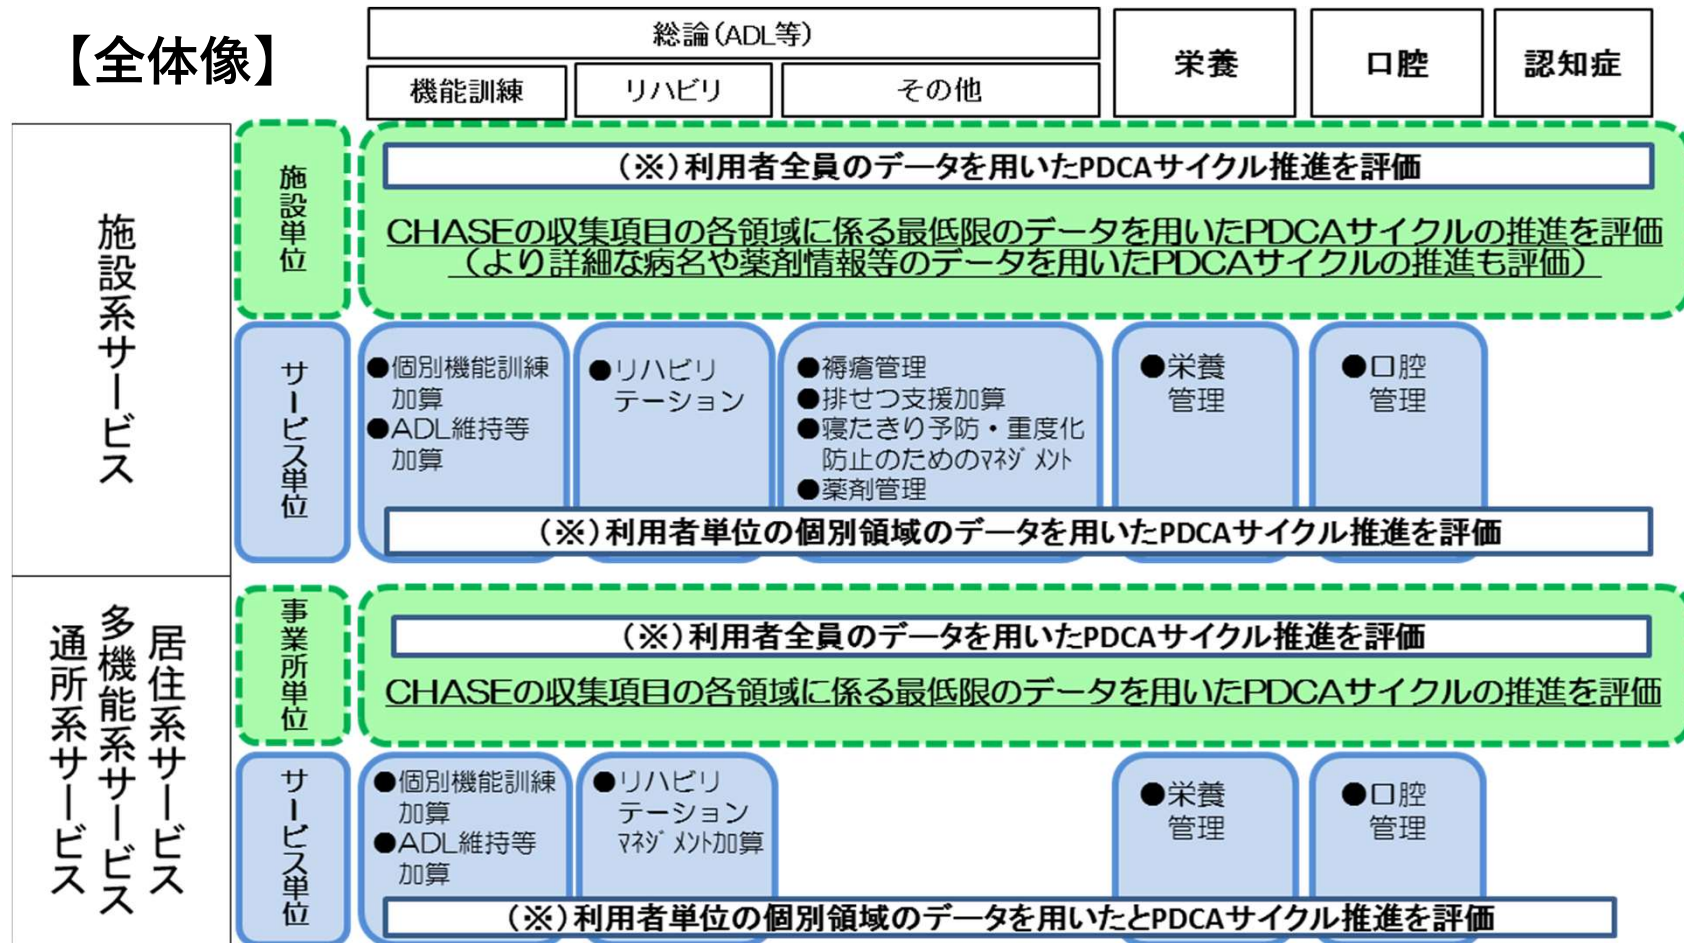 【全体像】
総論(ADL等)
機能訓練
リハビリ
その他
栄養
口腔
認知症
施設系サービス
施設単位
(※)利用者全員のデータを用いたPDCAサイクル推進を評価
CHASEの収集項目の各領域に係る最低限のデータを用いたPDCAサイクルの推進を評価
(より詳細な病名や薬剤情報等のデータを用いたPDCAサイクルの推進も評価)
サービス単位
●個別機能訓練
加算
●ADL維持等
加算
●リハビリ
テーション
●褥瘡管理
●排せつ支援加算
●寝たきり予防・重度化
防止のためのマネジメント
●薬剤管理
●栄養
管理
●口腔
管理
(※)利用者単位の個別領域のデータを用いたPDCAサイクル推進を評価
居住系サービス
多機能系サービス
通所系サービス
事業所単位
(※)利用者全員のデータを用いたPDCAサイクル推進を評価
CHASEの収集項目の各領域に係る最低限のデータを用いたPDCAサイクルの推進を評価
サービス単位
●個別機能訓練
加算
●ADL維持等
加算
●リハビリ
テーション
マネジメント加算
●栄養
管理
●口腔
管理
(※)利用者単位の個別領域のデータを用いたとPDCAサイクル推進を評価